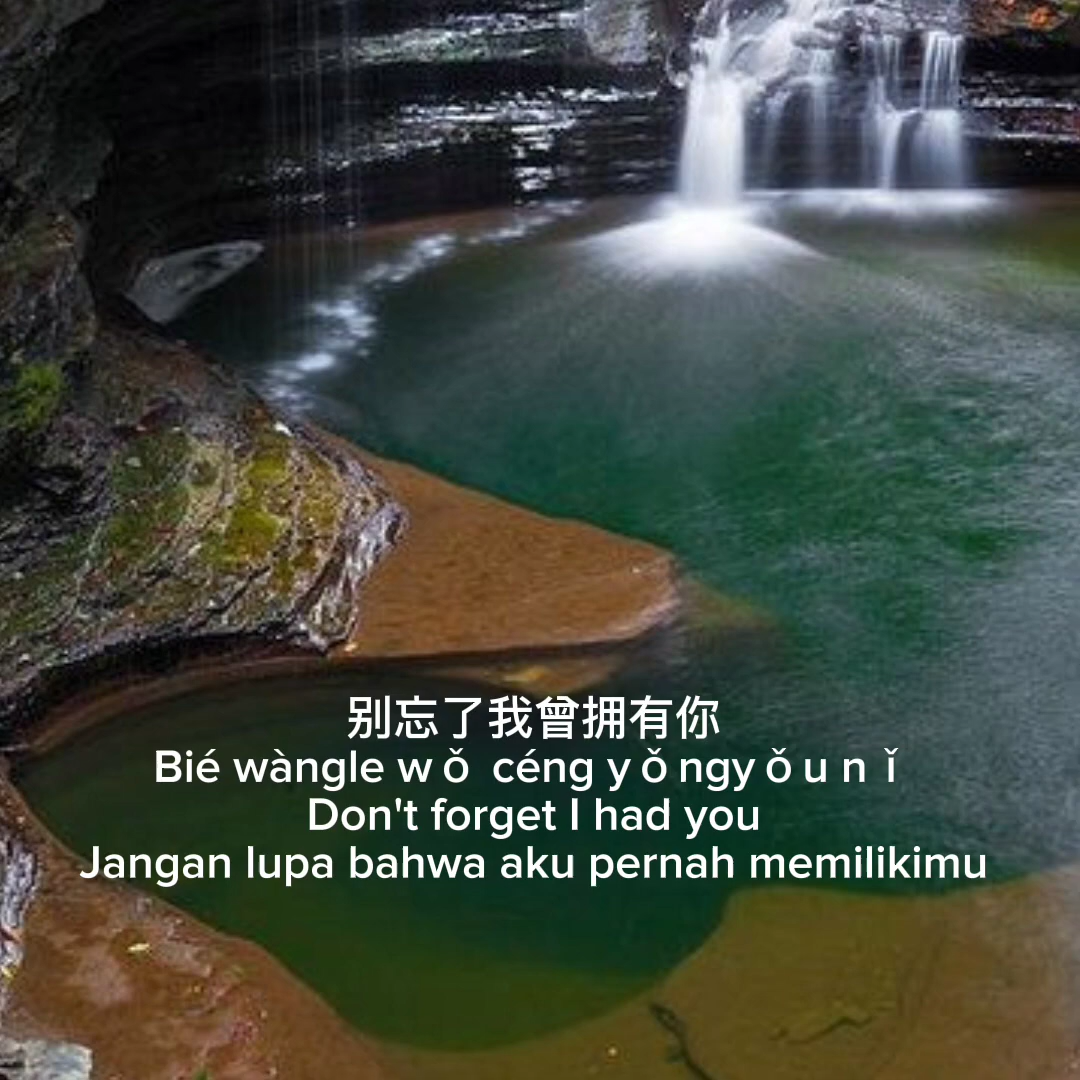 别忘了我曾拥有你
Bié wàngle wǒ céng yǒngyǒu nǐ
Don't forget I had you
Jangan lupa bahwa aku pernah memilikimu